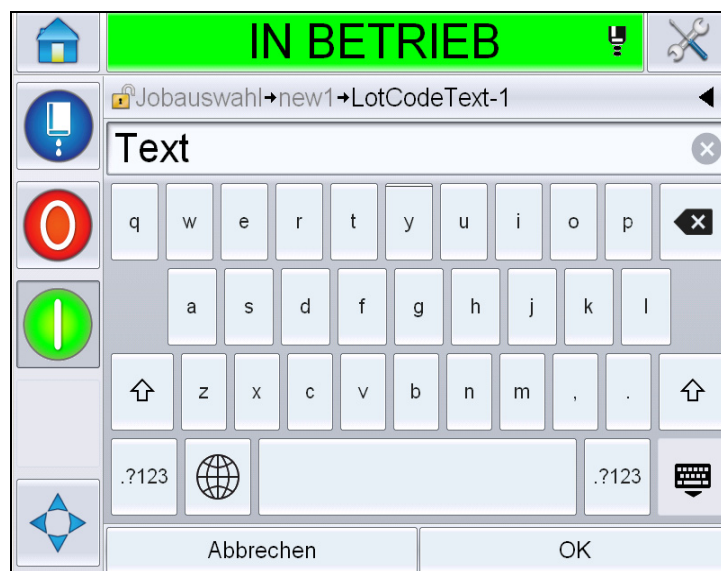 IN BETRIEB
Jobauswahl→new1→LotCodeText-1
Text
q w e r t y u i o p
a s d f g h j k l
z x c v b n m , .
.?123 .?123
Abbrechen OK